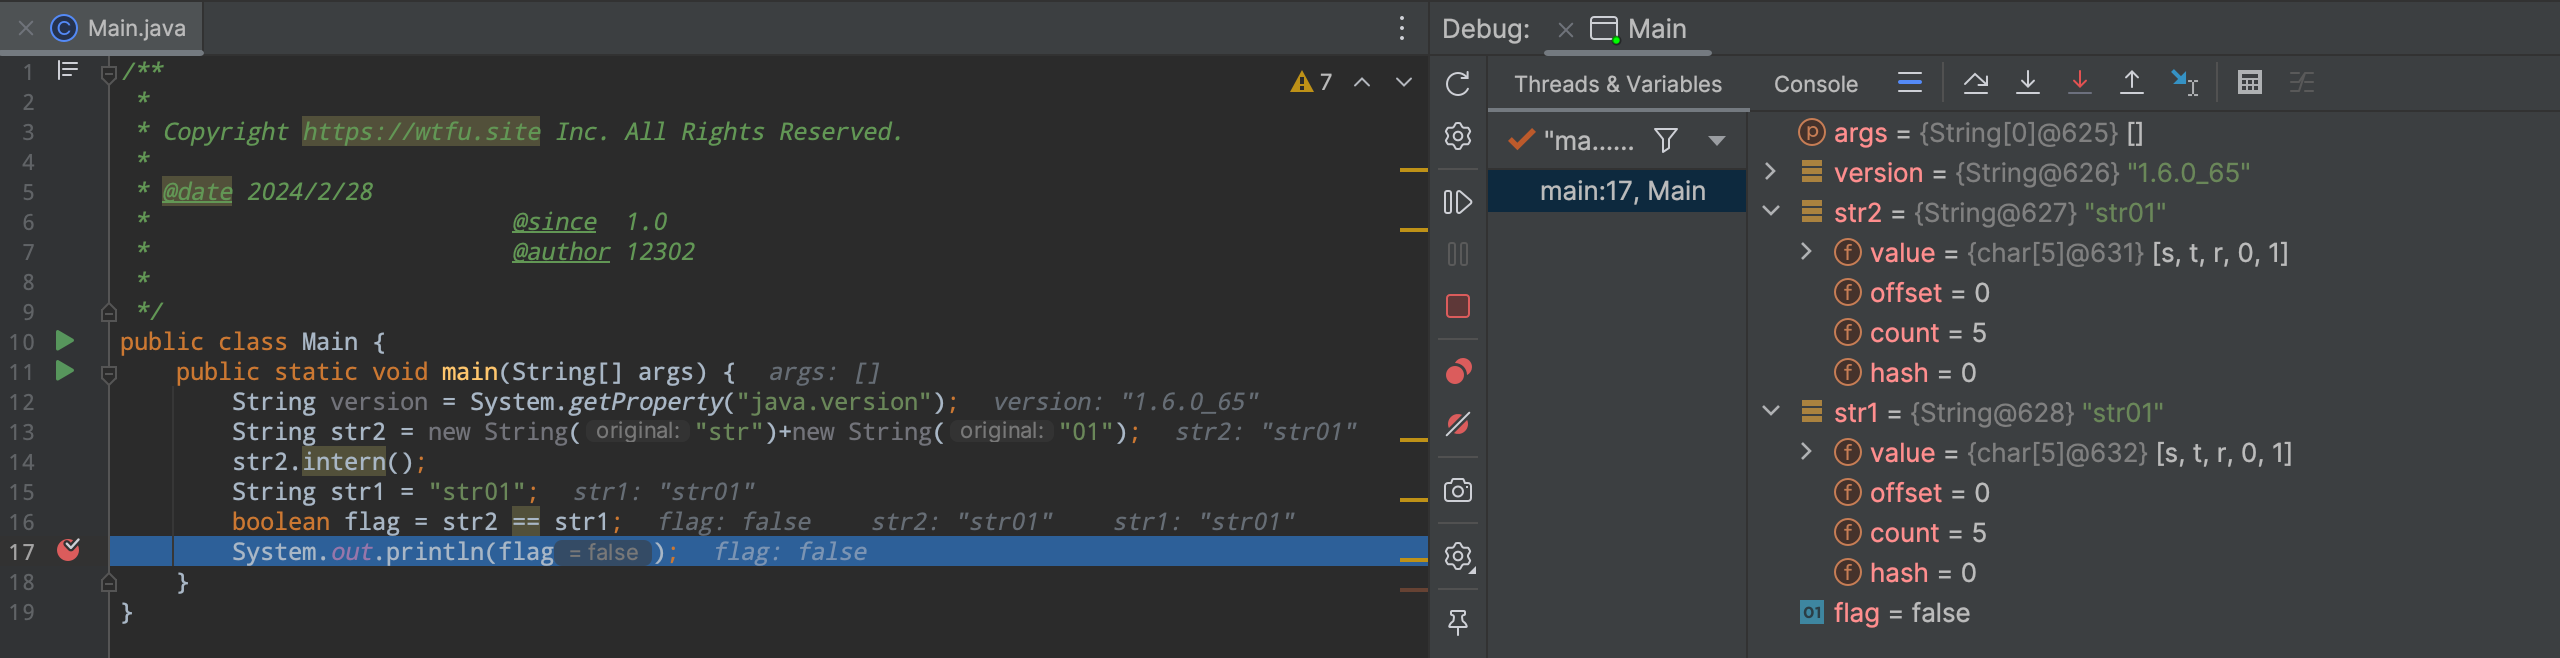 Main.java
1 /**
2 *
3 * Copyright https://wtfu.site Inc. All Rights Reserved.
4 *
5 * @date 2024/2/28
6 * @since 1.0
7 * @author 12302
8 *
9 */
10 public class Main {
11 public static void main(String[] args) { args: []
12 String version = System.getProperty("java.version"); version: "1.6.0_65"
13 String str2 = new String( original: "str")+new String( original: "01"); str2: "str01"
14 str2.intern();
15 String str1 = "str01"; str1: "str01"
16 boolean flag = str2 == str1; flag: false str2: "str01" str1: "str01"
17 System.out.println(flag = false ); flag: false
18 }
19 }
7
Debug: Main
Threads & Variables Console
"ma......
main:17, Main
args = {String[0]@625} []
version = {String@626} "1.6.0_65"
str2 = {String@627} "str01"
value = {char[5]@631} [s, t, r, 0, 1]
offset = 0
count = 5
hash = 0
str1 = {String@628} "str01"
value = {char[5]@632} [s, t, r, 0, 1]
offset = 0
count = 5
hash = 0
flag = false